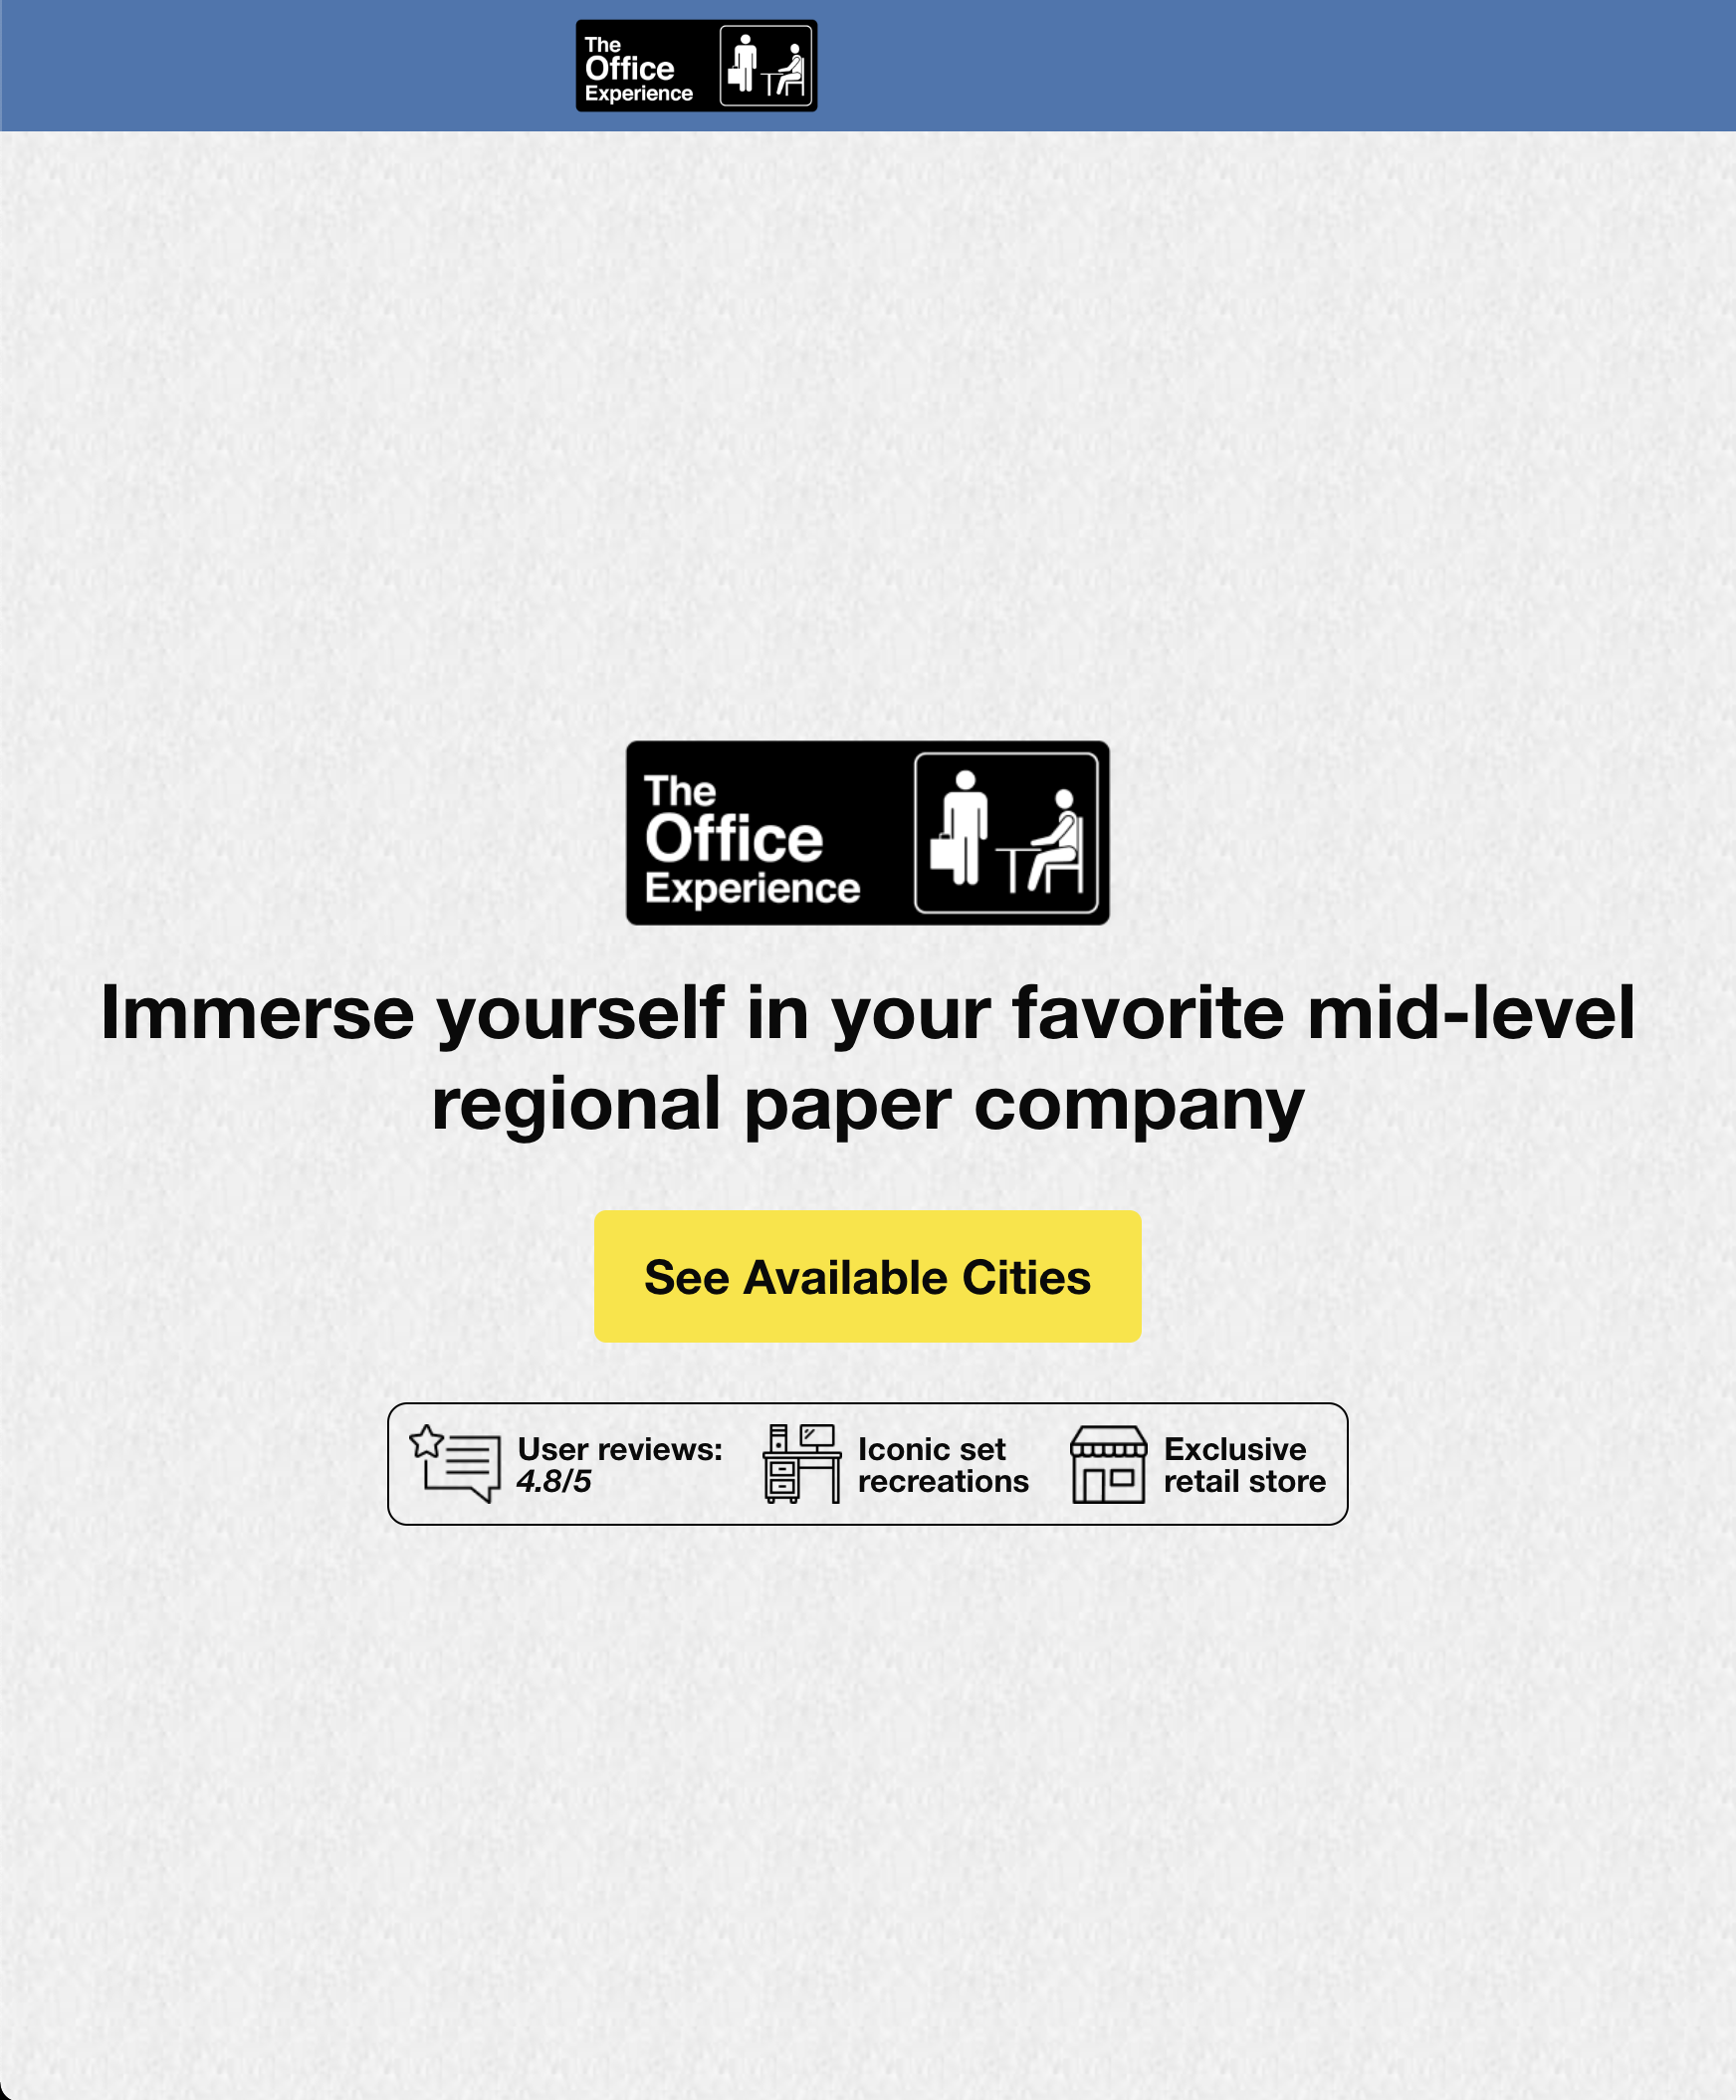 The
Office
Experience
The
Office
Experience
Immerse yourself in your favorite mid-level
regional paper company
See Available Cities
User reviews:
4.8/5
Iconic set
recreations
Exclusive
retail store